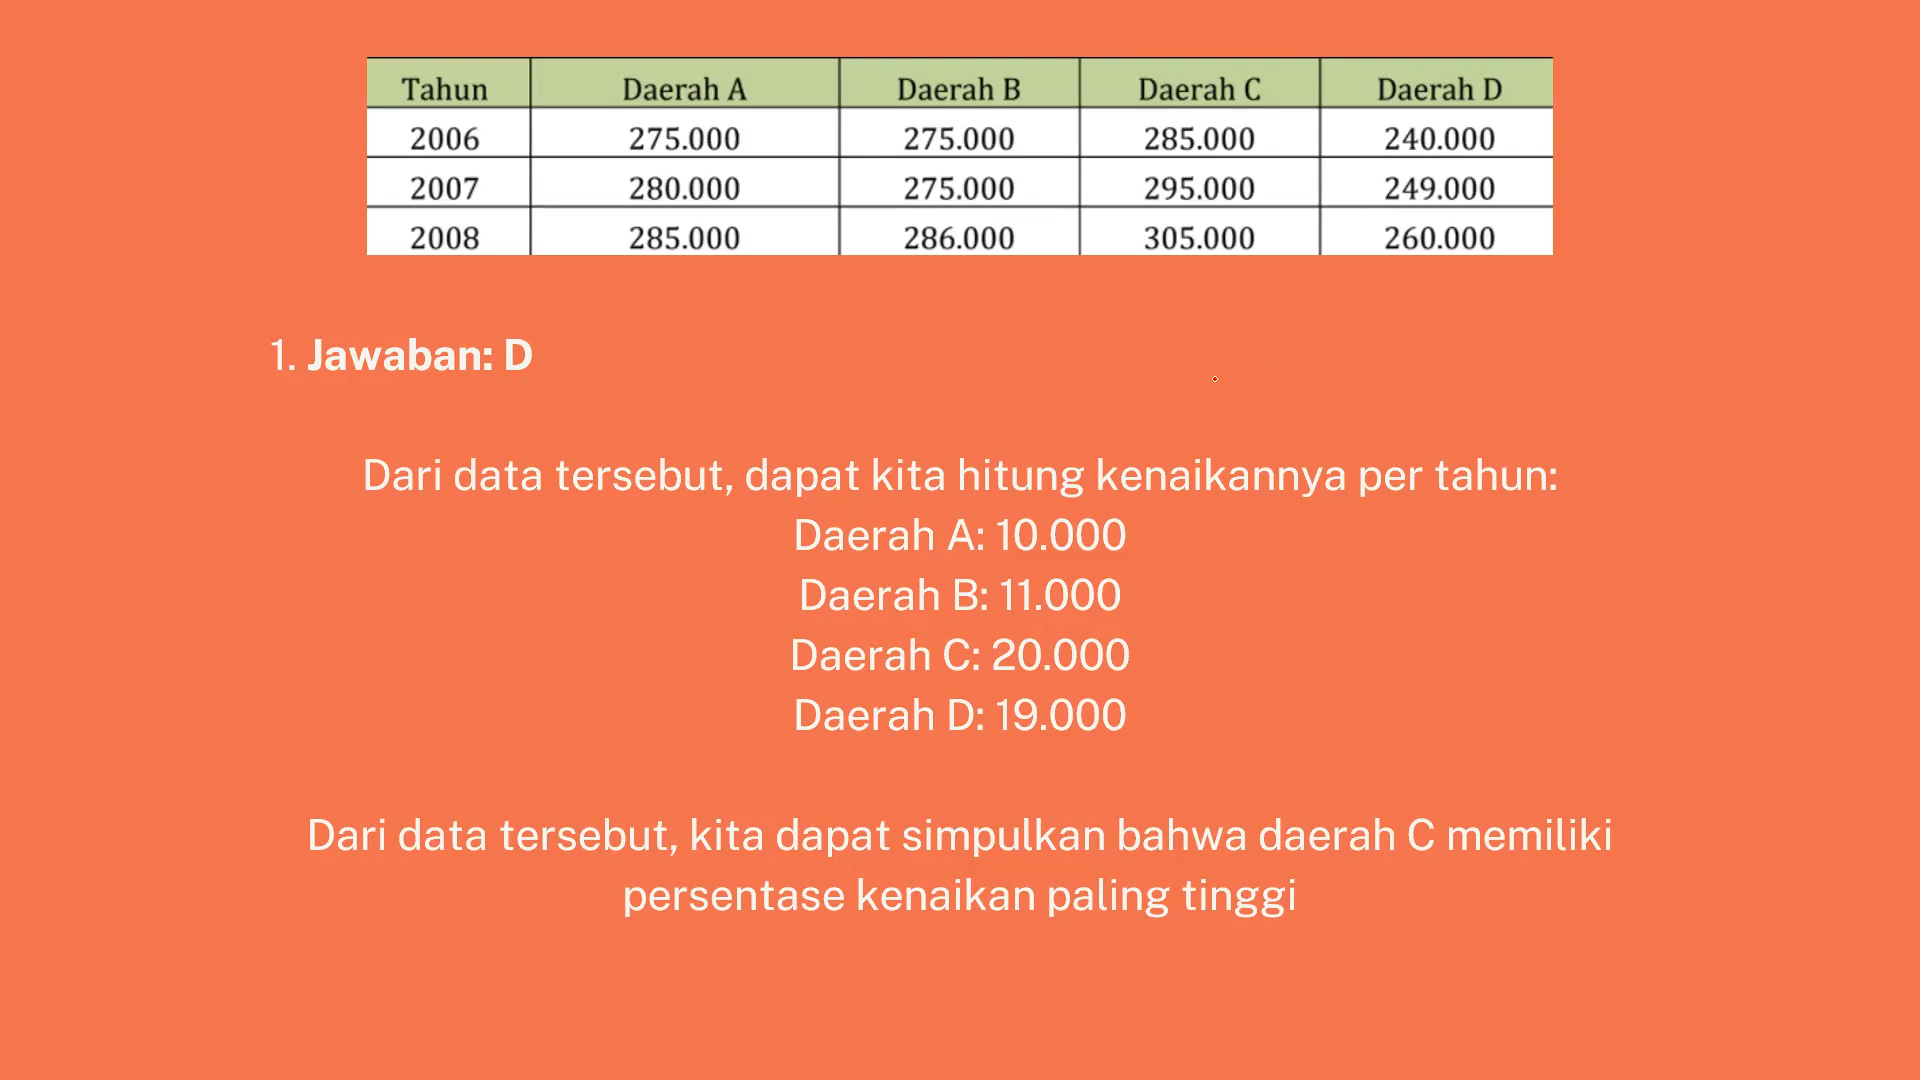 Tahun Daerah A Daerah B Daerah C Daerah D
2006 275.000 275.000 285.000 240.000
2007 280.000 275.000 295.000 249.000
2008 285.000 286.000 305.000 260.000
1. Jawaban: D
Dari data tersebut, dapat kita hitung kenaikannya per tahun:
Daerah A: 10.000
Daerah B: 11.000
Daerah C: 20.000
Daerah D: 19.000
Dari data tersebut, kita dapat simpulkan bahwa daerah C memiliki
persentase kenaikan paling tinggi